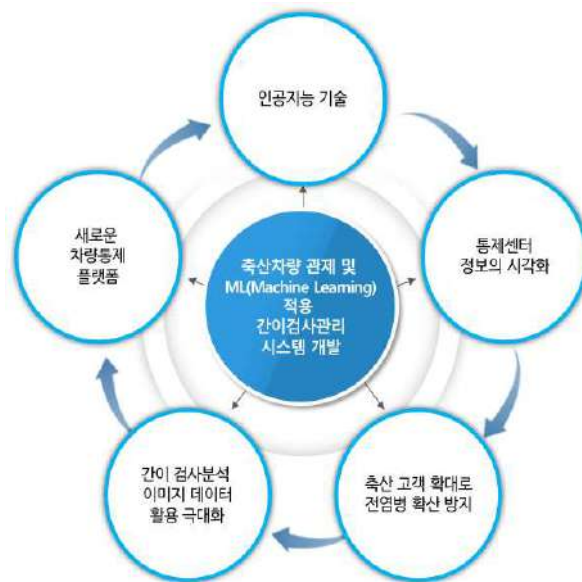 인공지능 기술
통제센터
정보의 시각화
축산 고객 확대로
전염병 확산 방지
간이 검사분석
이미지 데이터
활용 극대화
새로운
차량통제
플랫폼
축산차량 관제 및
ML(Machine Learning)
적용
간이검사관리
시스템 개발